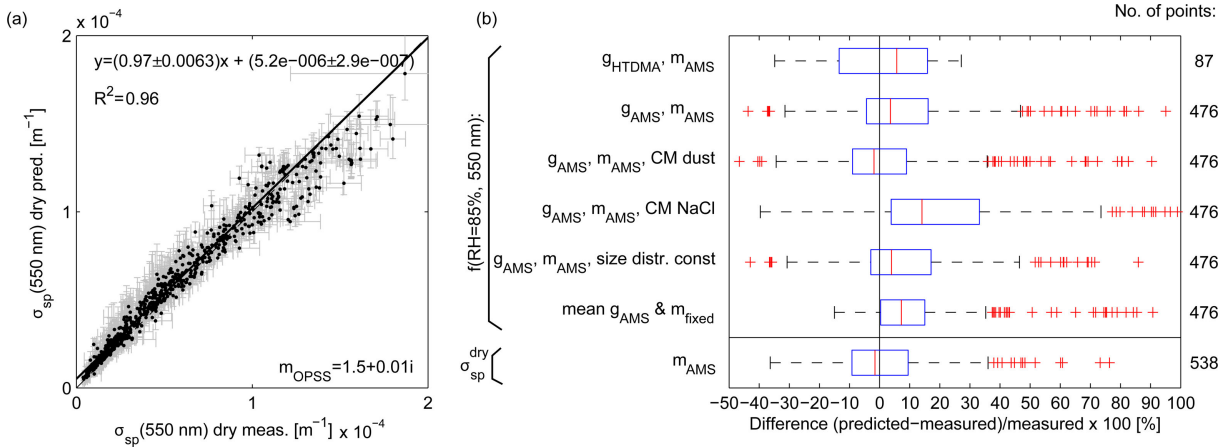 (a)
x 10⁻⁴
y=(0.97±0.0063)x + (5.2e-006±2.9e-007)
R²=0.96
m_OPSS=1.5+0.01i
σ_sp(550 nm) dry pred. [m⁻¹]
2
1
0
0 1 2
σ_sp(550 nm) dry meas. [m⁻¹] x 10⁻⁴
(b)
No. of points:
f(RH=85%, 550 nm):
g_HTDMA, m_AMS 87
g_AMS, m_AMS 476
g_AMS, m_AMS, CM dust 476
g_AMS, m_AMS, CM NaCl 476
g_AMS, m_AMS, size distr. const 476
mean g_AMS & m_fixed 476
σ_sp^dry
m_AMS 538
−50 −40 −30 −20 −10 0 10 20 30 40 50 60 70 80 90 100
Difference (predicted−measured)/measured x 100 [%]